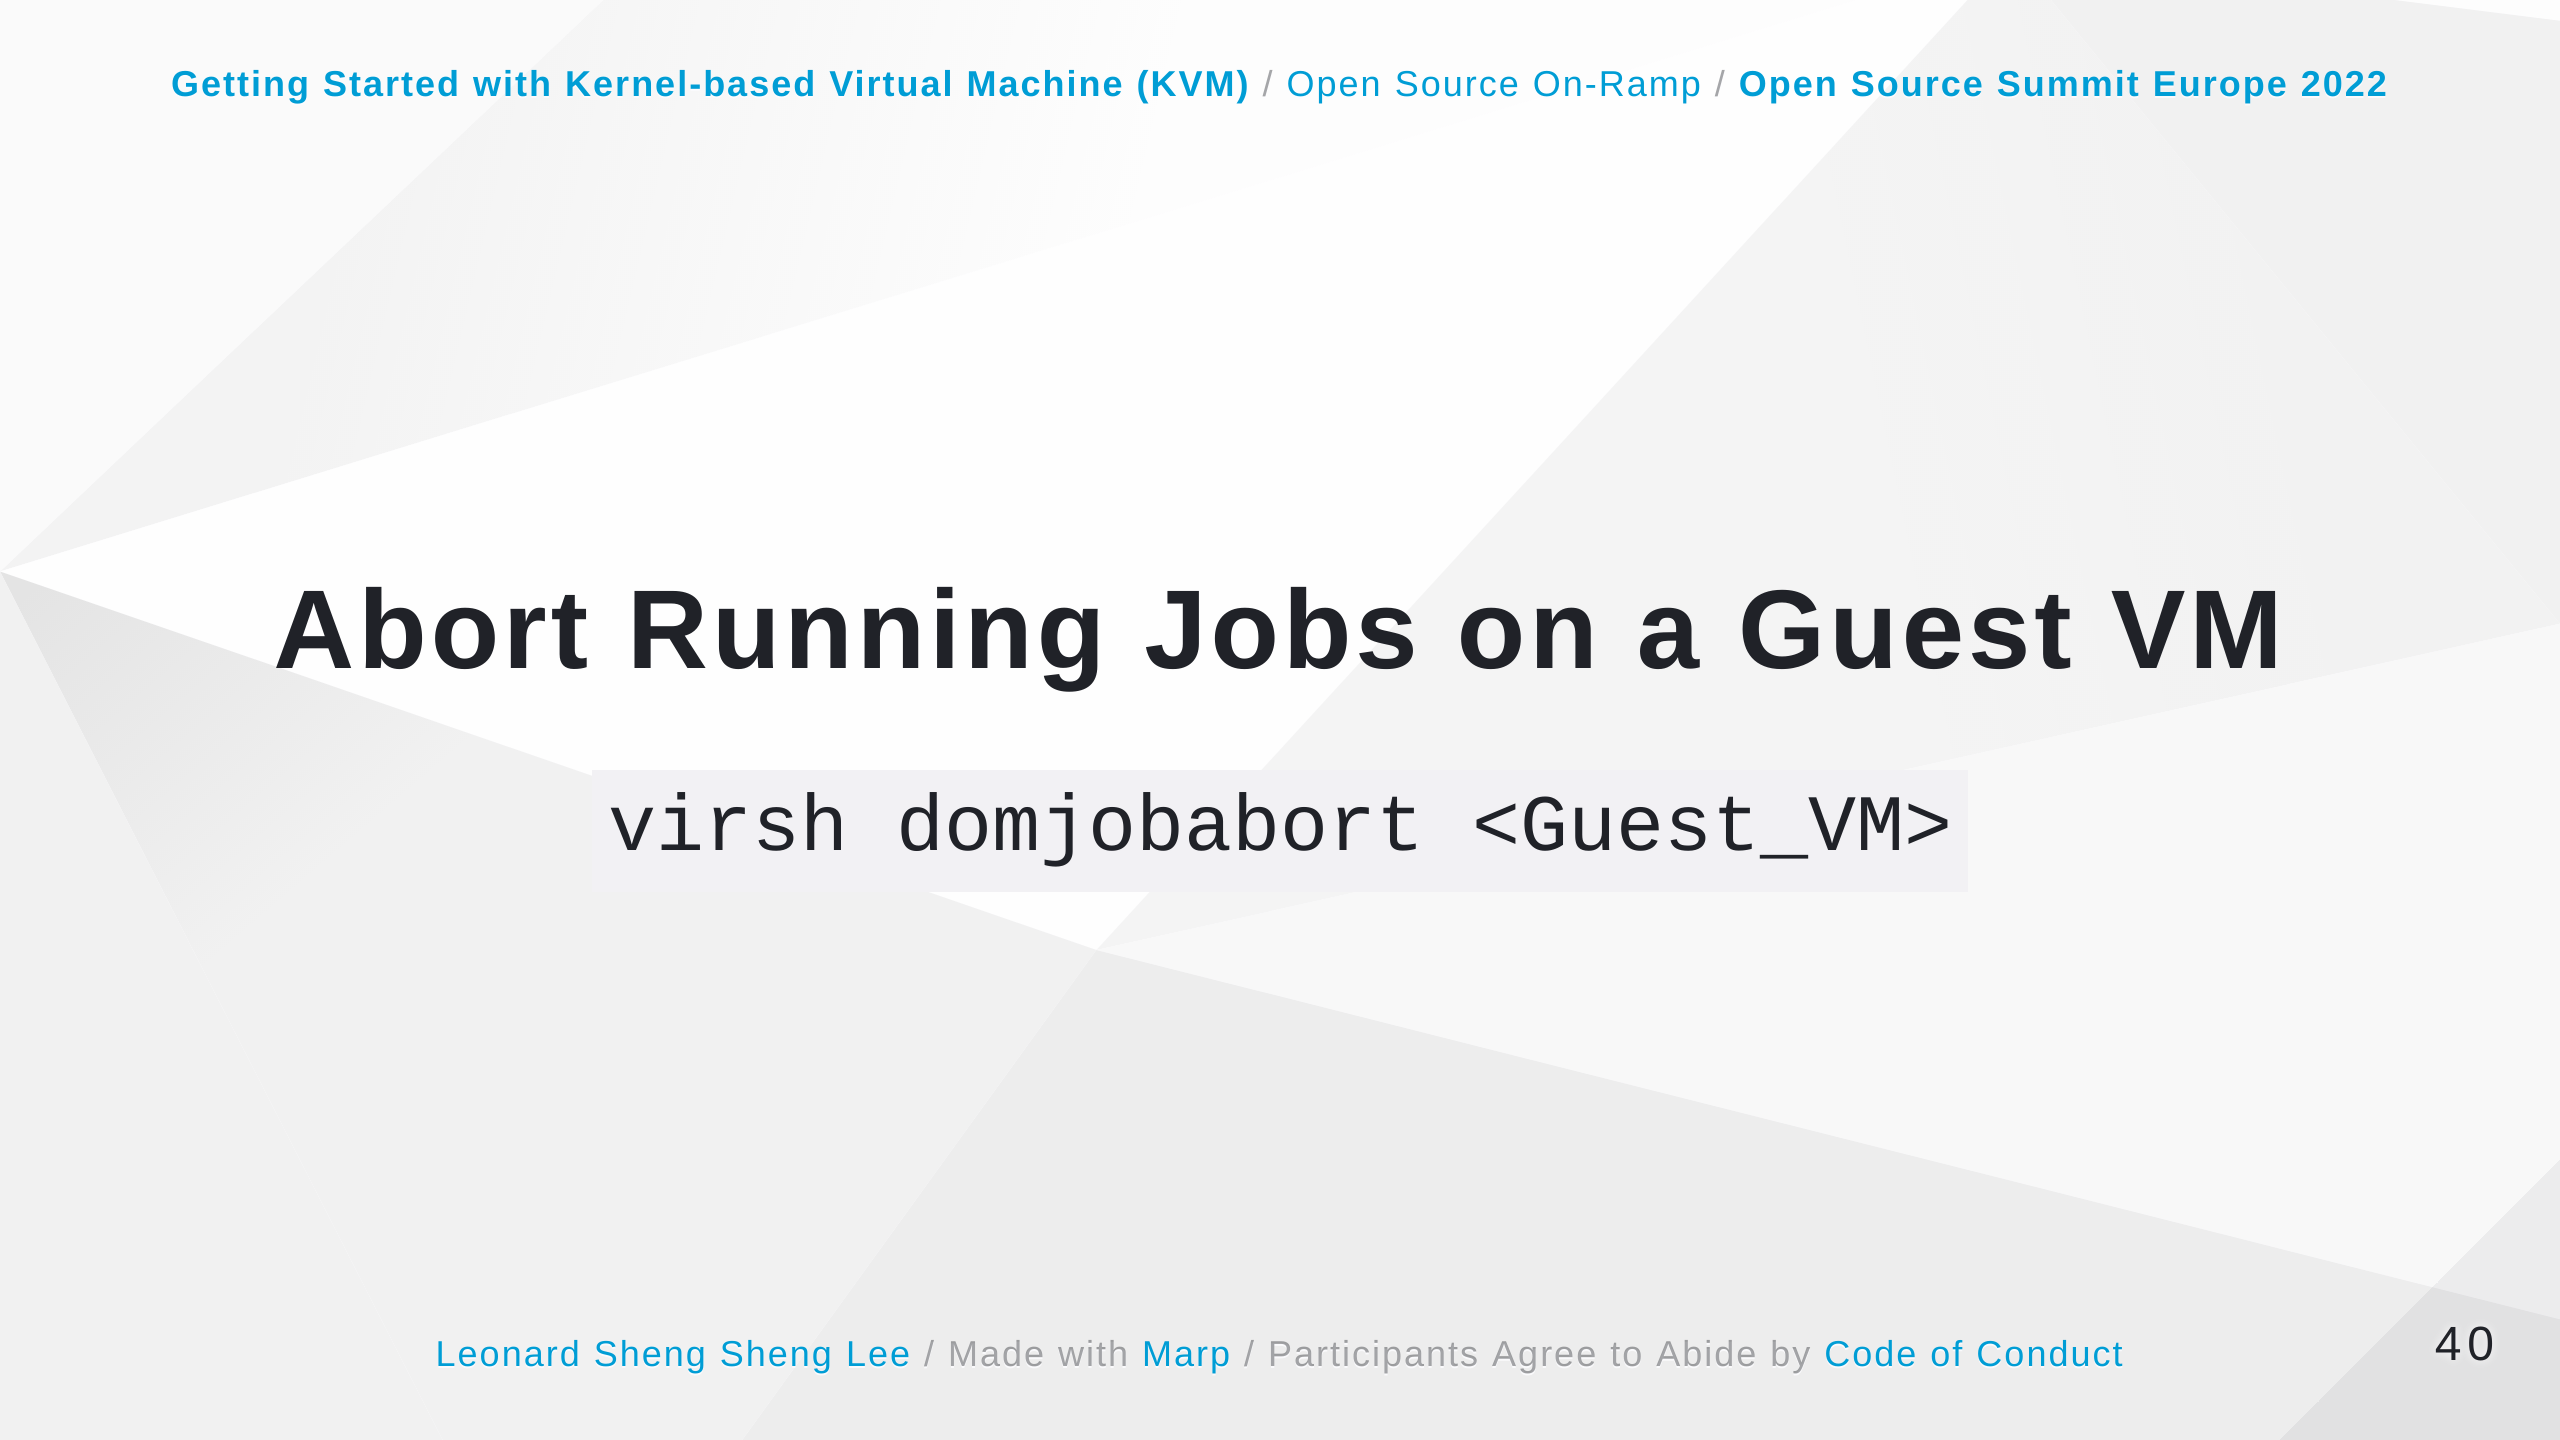 Getting Started with Kernel-based Virtual Machine (KVM) / Open Source On-Ramp / Open Source Summit Europe 2022
Abort Running Jobs on a Guest VM
virsh domjobabort <Guest_VM>
Leonard Sheng Sheng Lee / Made with Marp / Participants Agree to Abide by Code of Conduct
40